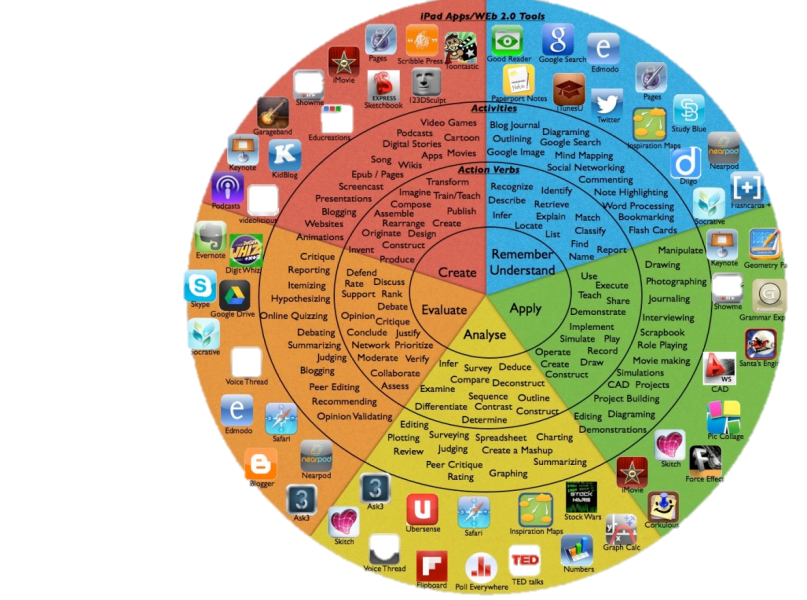 iPad Apps/WEb 2.0 Tools
Pages
Scribble Press
Toontastic
iMovie
Showme
EXPRESS
Sketchbook
123DSculpt
Garageband
Educreations
Keynote
KidBlog
Podcasts
videolicious
Good Reader
Google Search
Edmodo
Paperport Notes
iTunesU
Twitter
Pages
Study Blue
Inspiration Maps
nearpod
Nearpod
Diigo
Flashcards +
Socrative
Activities
Video Games
Podcasts
Cartoon
Digital Stories
Apps Movies
Song Wikis
Epub / Pages
Screencast
Presentations
Blogging
Websites
Animations
Blog Journal
Diagraming
Outlining
Google Search
Google Image
Mind Mapping
Social Networking
Commenting
Note Highlighting
Word Processing
Bookmarking
Flash Cards
Action Verbs
Transform
Imagine Train/Teach
Compose
Publish
Assemble
Rearrange Create
Originate Design
Construct
Invent
Produce
Recognize
Identify
Describe
Retrieve
Infer
Explain
Match
Locate
Classify
List
Find
Name
Report
Create
Remember
Understand
Evaluate
Apply
Analyse
Evernote
Digit Whiz
Skype
Google Drive
Socrative
Voice Thread
Edmodo
Safari
Blogger
nearpod
Nearpod
Ask3
Critique
Reporting
Itemizing
Hypothesizing
Online Quizzing
Debating
Summarizing
Judging
Blogging
Peer Editing
Recommending
Opinion Validating
Defend
Rate Discuss
Support Rank
Debate
Opinion
Critique
Conclude Justify
Network Prioritize
Moderate Verify
Collaborate
Assess
Use
Execute
Teach
Share
Demonstrate
Implement
Simulate Play
Operate Record
Create Draw
Construct
Manipulate
Drawing
Photographing
Journaling
Interviewing
Scrapbook
Role Playing
Movie making
Simulations
CAD Projects
Project Building
Editing Diagraming
Demonstrations
Keynote
Geometry Pa
Showme
Grammar Exp
Santa's Engi
WS
CAD
Pic Collage
Skitch
Force Effect
iMovie
Corkulous
Infer Survey Deduce
Compare Deconstruct
Examine
Sequence Outline
Differentiate Contrast Construct
Determine
Editing
Plotting Surveying Spreadsheet Charting
Review Judging Create a Mashup
Peer Critique Summarizing
Rating Graphing
Ask3
Skitch
Ubersense
Safari
Inspiration Maps
STOCK WARS
Stock Wars
Graph Calc
Voice Thread
Flipboard
Poll Everywhere
TED
TED talks
Numbers